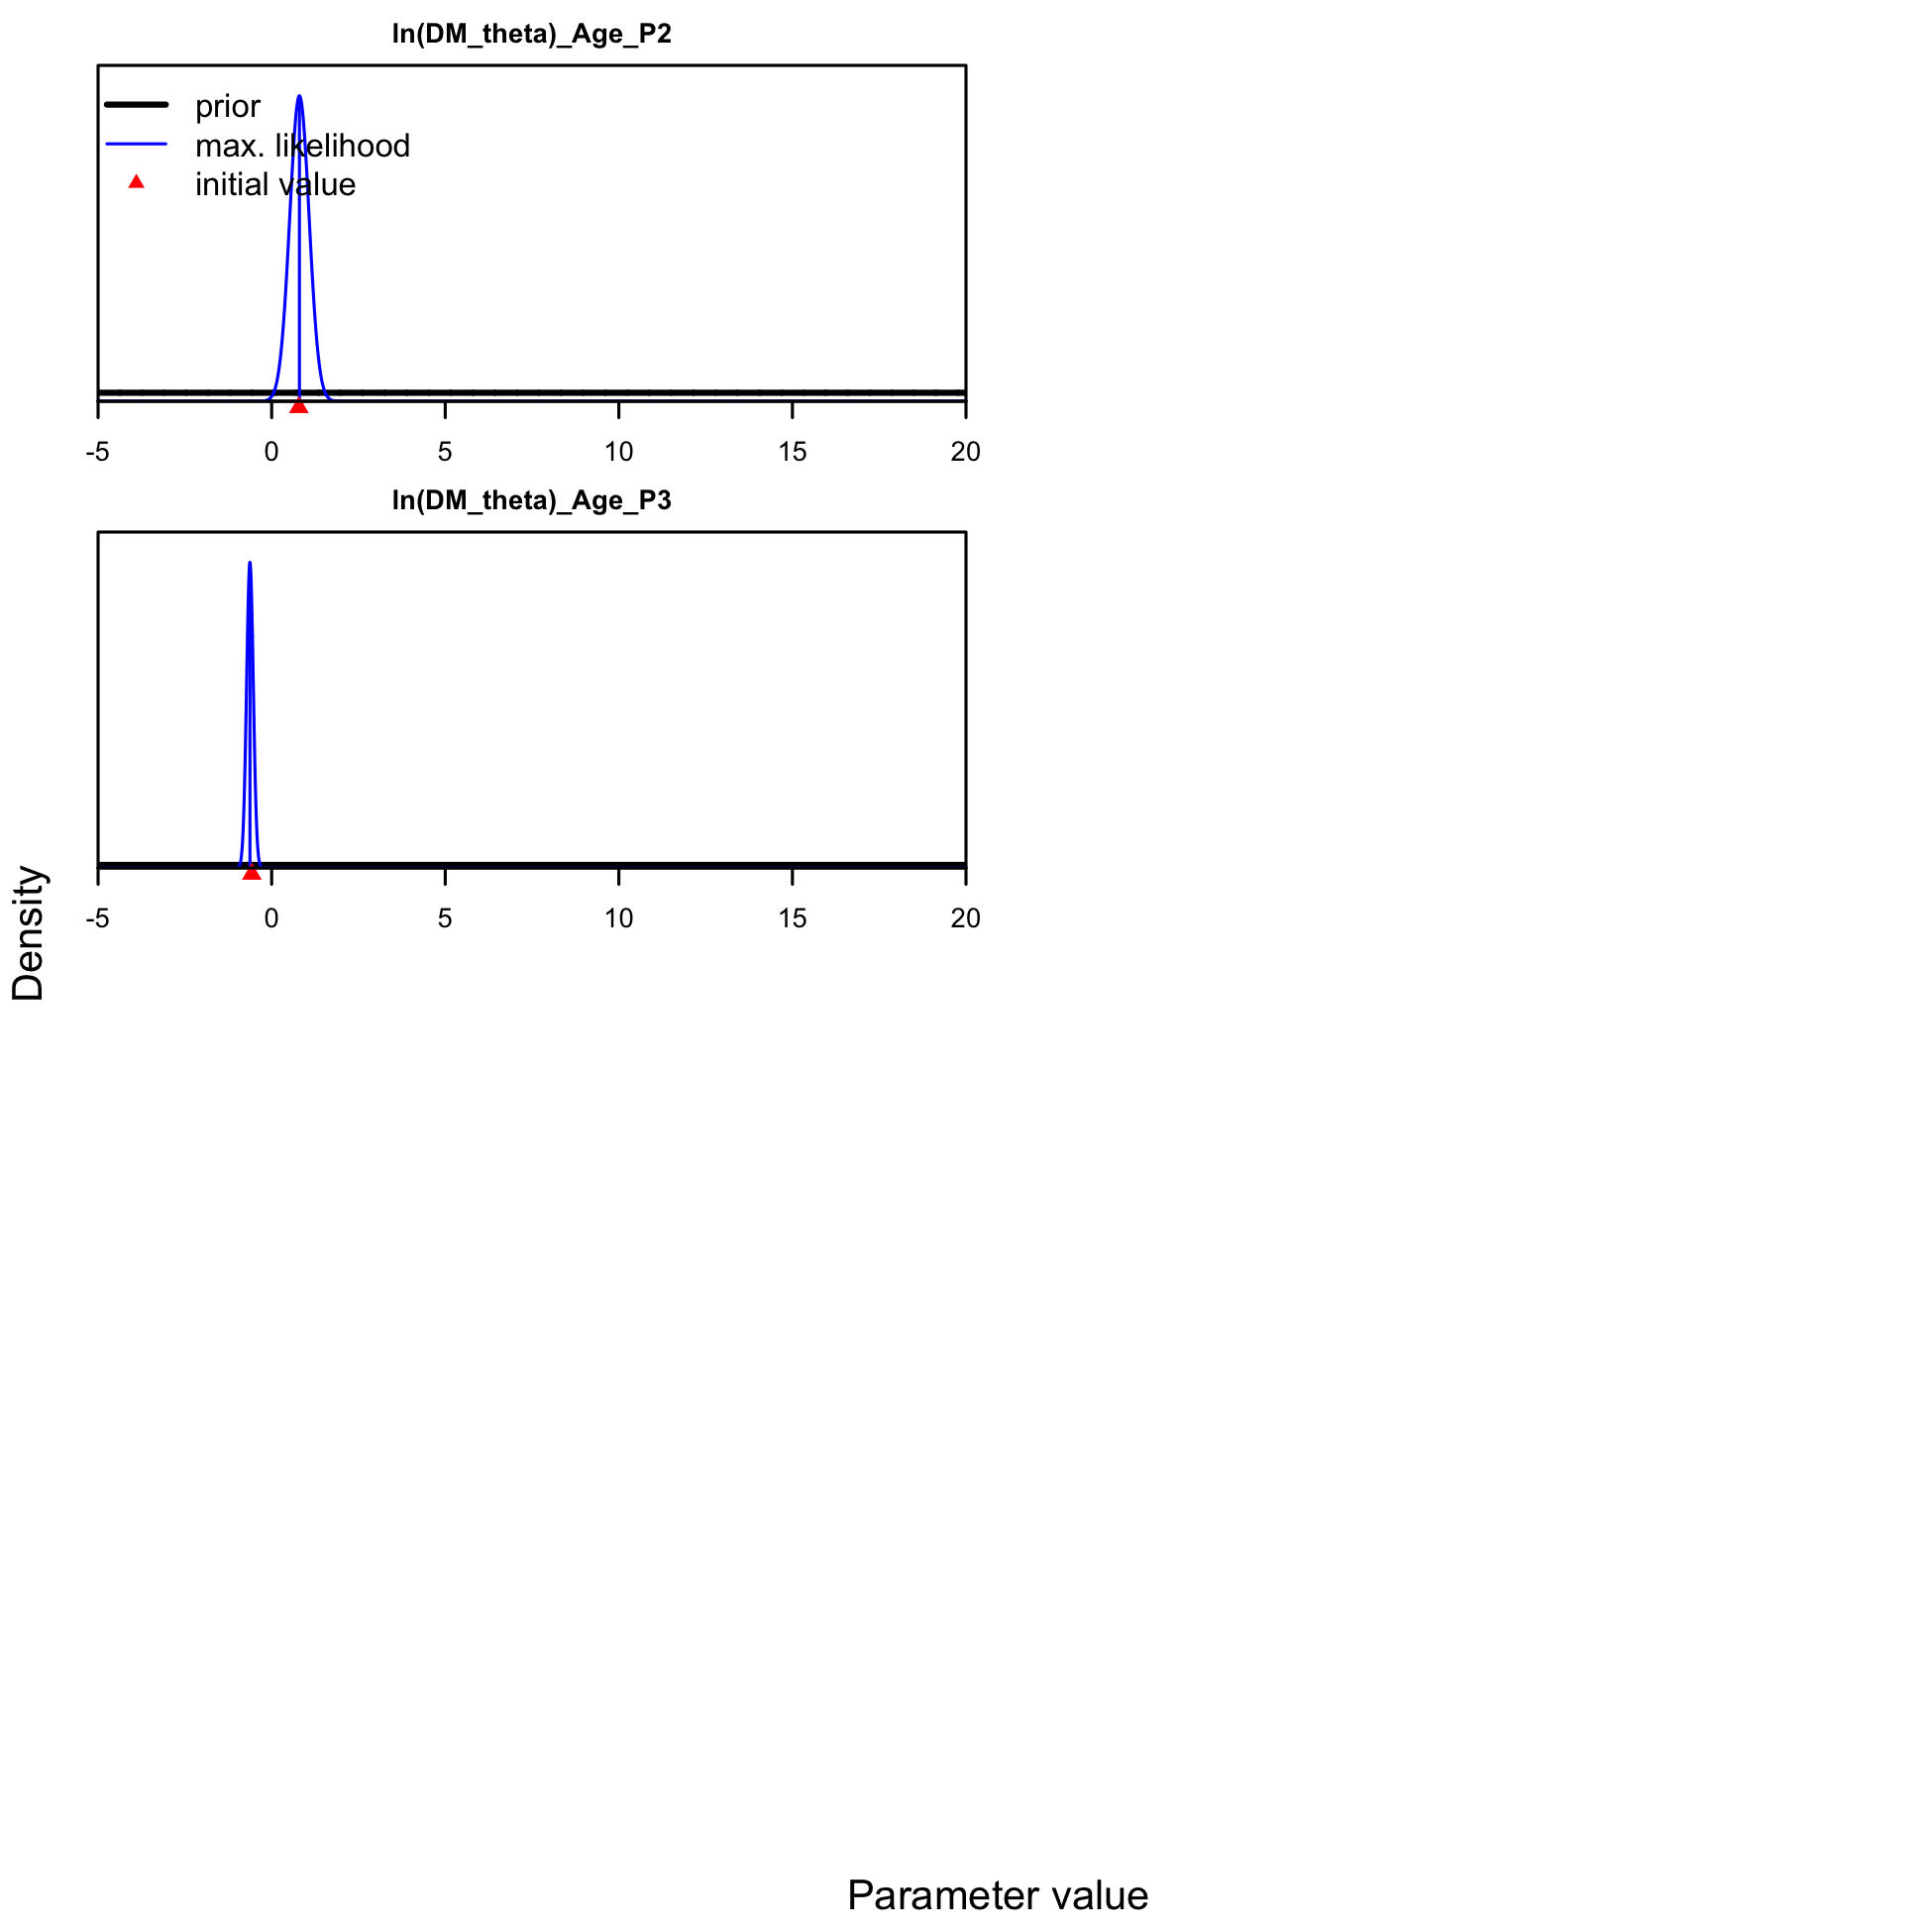 ln(DM_theta)_Age_P2
prior
max. likelihood
initial value
-5 0 5 10 15 20
ln(DM_theta)_Age_P3
-5 0 5 10 15 20
Density
Parameter value